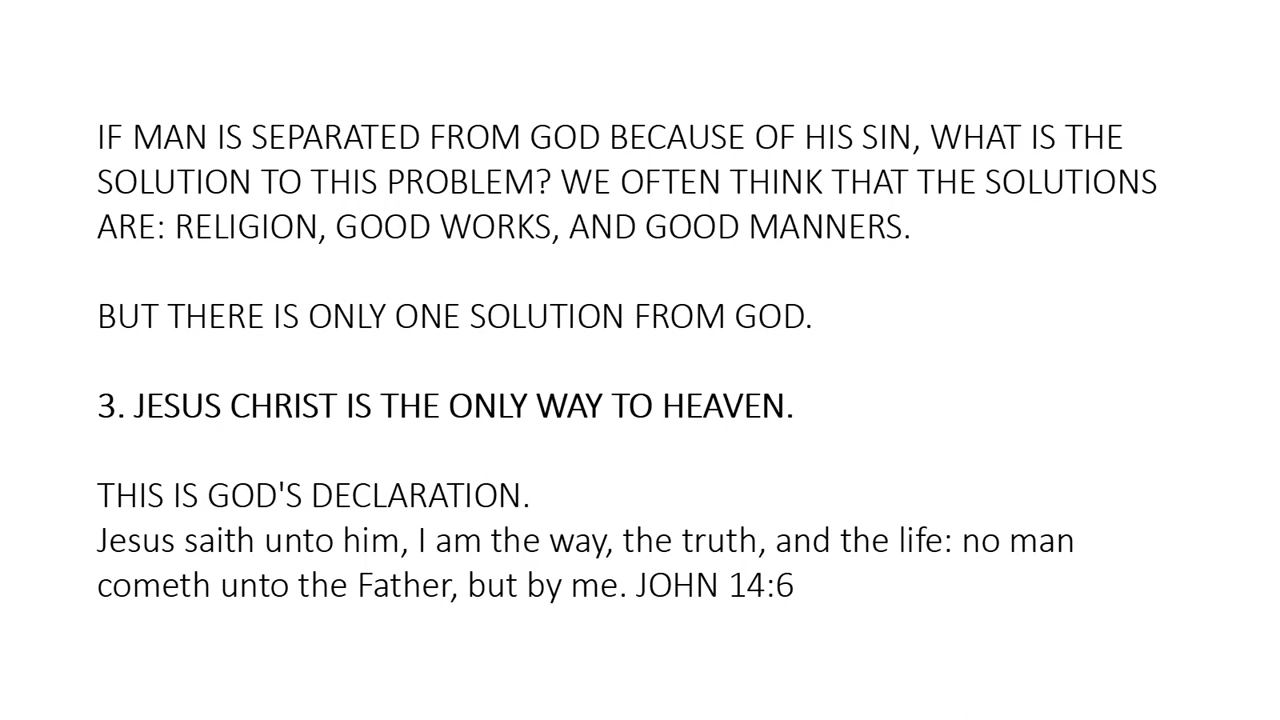 IF MAN IS SEPARATED FROM GOD BECAUSE OF HIS SIN, WHAT IS THE
SOLUTION TO THIS PROBLEM? WE OFTEN THINK THAT THE SOLUTIONS
ARE: RELIGION, GOOD WORKS, AND GOOD MANNERS.
BUT THERE IS ONLY ONE SOLUTION FROM GOD.
3. JESUS CHRIST IS THE ONLY WAY TO HEAVEN.
THIS IS GOD'S DECLARATION.
Jesus saith unto him, I am the way, the truth, and the life: no man
cometh unto the Father, but by me. JOHN 14:6